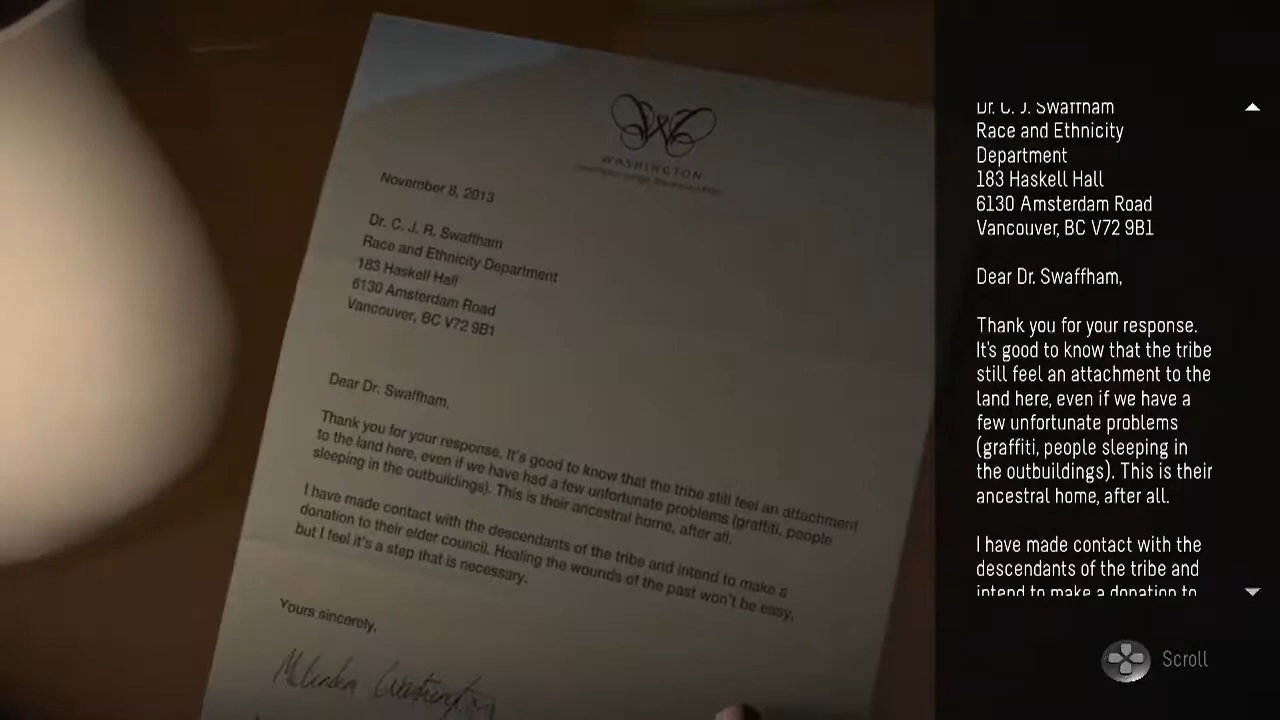 WASHINGTON
November 8, 2013
Dr. C. J. R. Swaffham
Race and Ethnicity Department
183 Haskell Hall
6130 Amsterdam Road
Vancouver, BC V72 9B1
Dear Dr. Swaffham,
Thank you for your response. It's good to know that the tribe still feel an attachment
to the land here, even if we have had a few unfortunate problems (graffiti, people
sleeping in the outbuildings). This is their ancestral home, after all.
I have made contact with the descendants of the tribe and intend to make a
donation to their elder council. Healing the wounds of the past won't be easy,
but I feel it's a step that is necessary.
Yours sincerely,
Melinda Washington
Dr. C. J. Swaffham
Race and Ethnicity
Department
183 Haskell Hall
6130 Amsterdam Road
Vancouver, BC V72 9B1
Dear Dr. Swaffham,
Thank you for your response.
It's good to know that the tribe
still feel an attachment to the
land here, even if we have a
few unfortunate problems
(graffiti, people sleeping in
the outbuildings). This is their
ancestral home, after all.
I have made contact with the
descendants of the tribe and
intend to make a donation to
Scroll